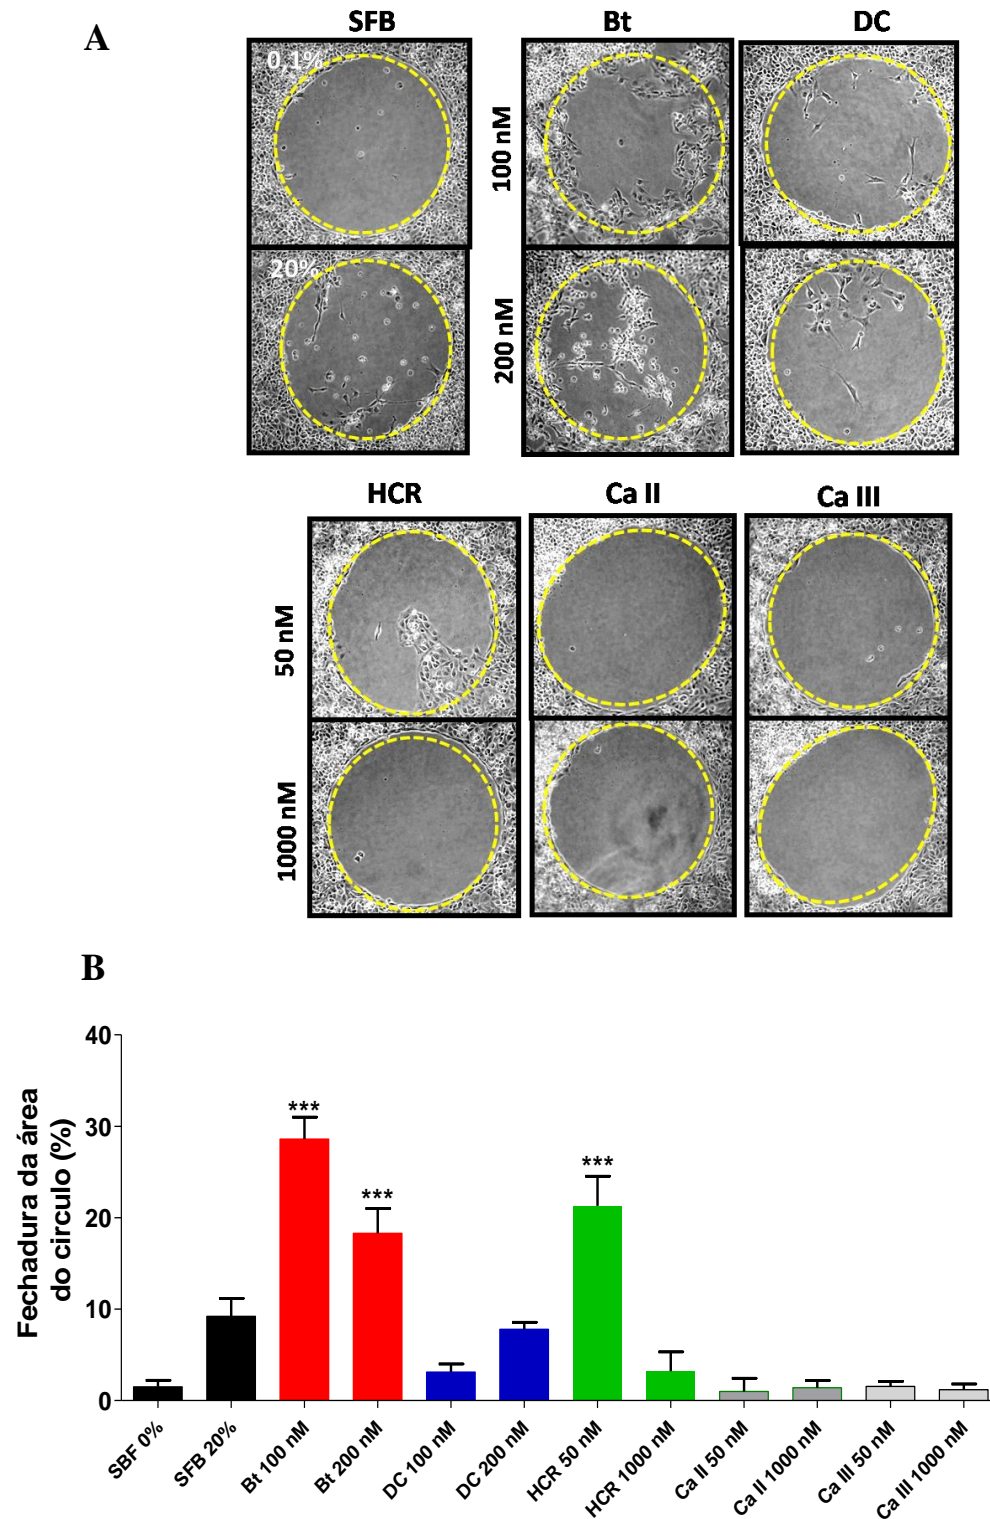 A
SFB
Bt
DC
0,1%
100 nM
20%
200 nM
HCR
Ca II
Ca III
50 nM
1000 nM
B
Fechadura da área
do circulo (%)
40
30
20
10
0
***
***
***
SBF 0%
SFB 20%
Bt 100 nM
Bt 200 nM
DC 100 nM
DC 200 nM
HCR 50 nM
HCR 1000 nM
Ca II 50 nM
Ca II 1000 nM
Ca III 50 nM
Ca III 1000 nM